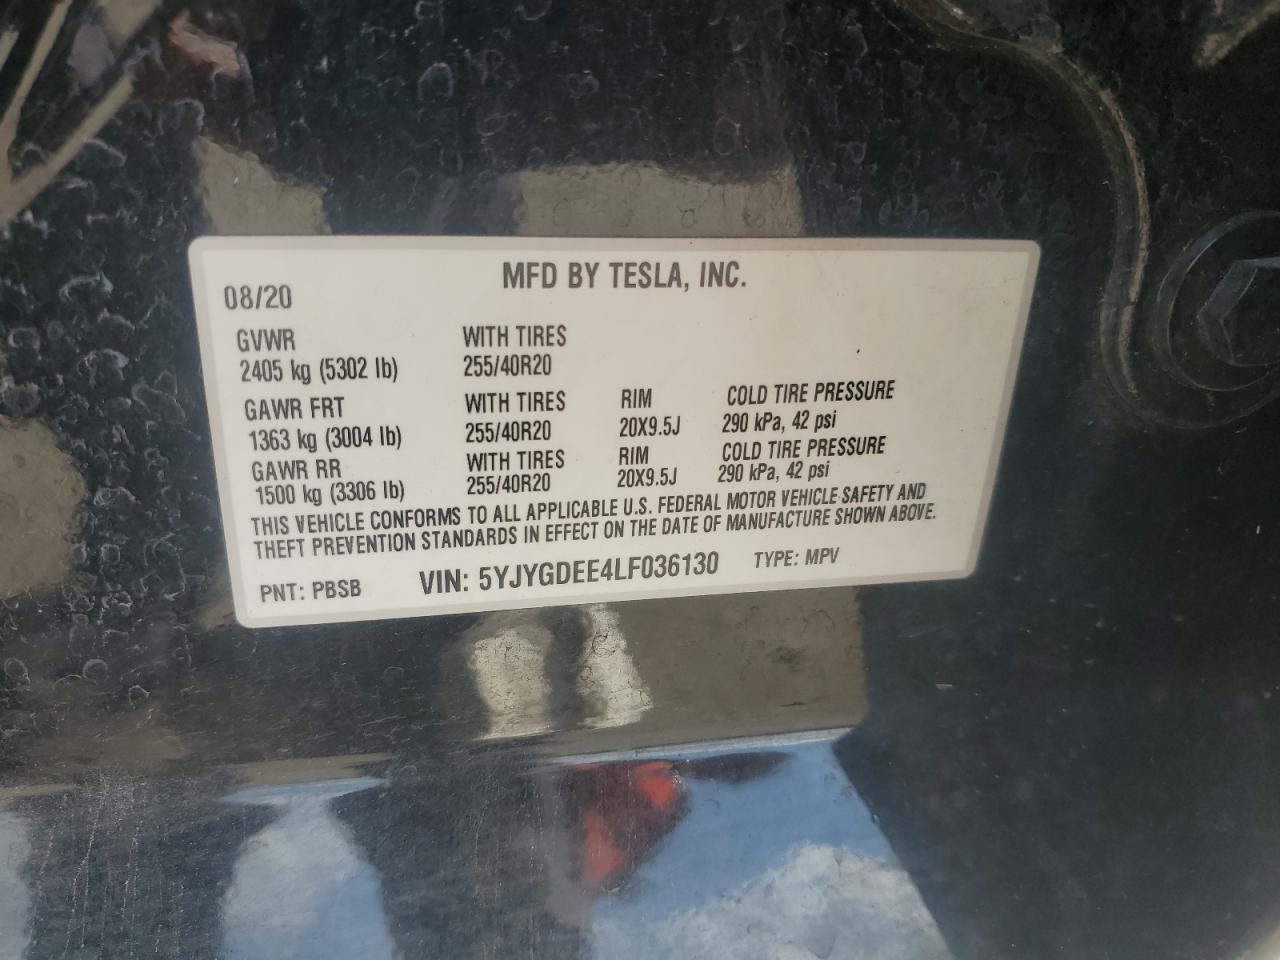 MFD BY TESLA, INC.
08/20
GVWR WITH TIRES
2405 kg (5302 lb) 255/40R20
GAWR FRT WITH TIRES RIM COLD TIRE PRESSURE
1363 kg (3004 lb) 255/40R20 20X9.5J 290 kPa, 42 psi
GAWR RR WITH TIRES RIM COLD TIRE PRESSURE
1500 kg (3306 lb) 255/40R20 20X9.5J 290 kPa, 42 psi
THIS VEHICLE CONFORMS TO ALL APPLICABLE U.S. FEDERAL MOTOR VEHICLE SAFETY AND
THEFT PREVENTION STANDARDS IN EFFECT ON THE DATE OF MANUFACTURE SHOWN ABOVE.
PNT: PBSB VIN: 5YJYGDEE4LF036130 TYPE: MPV